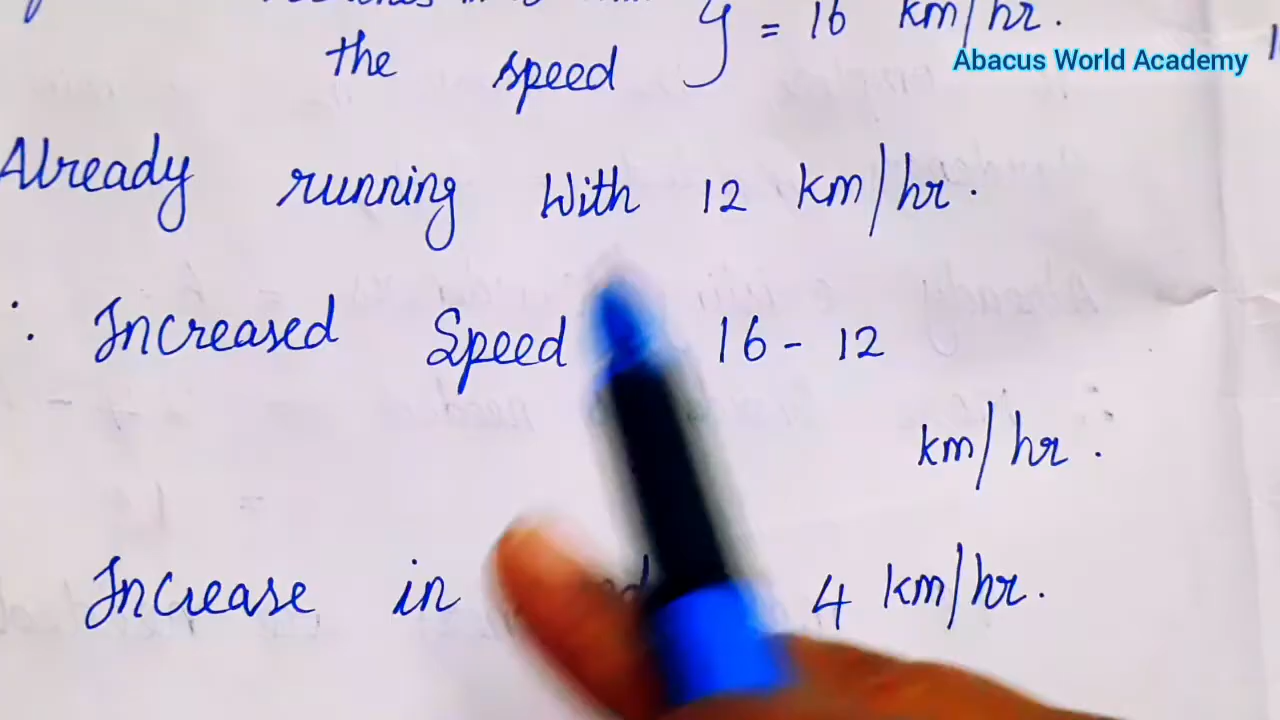 the speed } = 16 km/hr.
Abacus World Academy
Already running With 12 km/hr.
∴ Increased Speed 16 - 12
km/hr.
Increase in 4 km/hr.